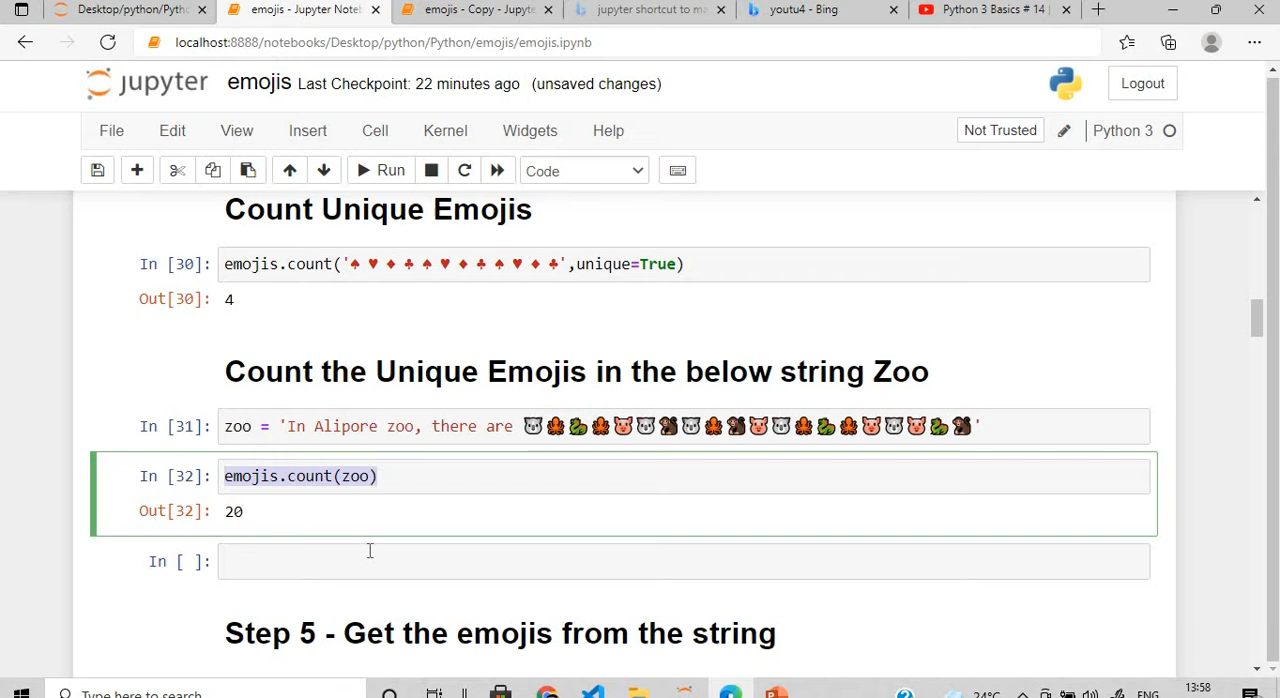 Desktop/python/Pytho
emojis - Jupyter Noteb
emojis - Copy - Jupyte
jupyter shortcut to ma
youtu4 - Bing
Python 3 Basics # 14 |
localhost:8888/notebooks/Desktop/python/Python/emojis/emojis.ipynb
jupyter emojis Last Checkpoint: 22 minutes ago (unsaved changes)
Logout
File Edit View Insert Cell Kernel Widgets Help
Not Trusted
Python 3
Run
Code
Count Unique Emojis
In [30]: emojis.count('♠ ♥ ♦ ♣ ♠ ♥ ♦ ♣ ♠ ♥ ♦ ♣',unique=True)
Out[30]: 4
Count the Unique Emojis in the below string Zoo
In [31]: zoo = 'In Alipore zoo, there are 🐨🐙🐍🐙🐷🐨🐿🐨🐙🐿🐷🐨🐙🐍🐙🐷🐨🐷🐍🐿'
In [32]: emojis.count(zoo)
Out[32]: 20
In [ ]:
Step 5 - Get the emojis from the string
Type here to search
24°C
13:58